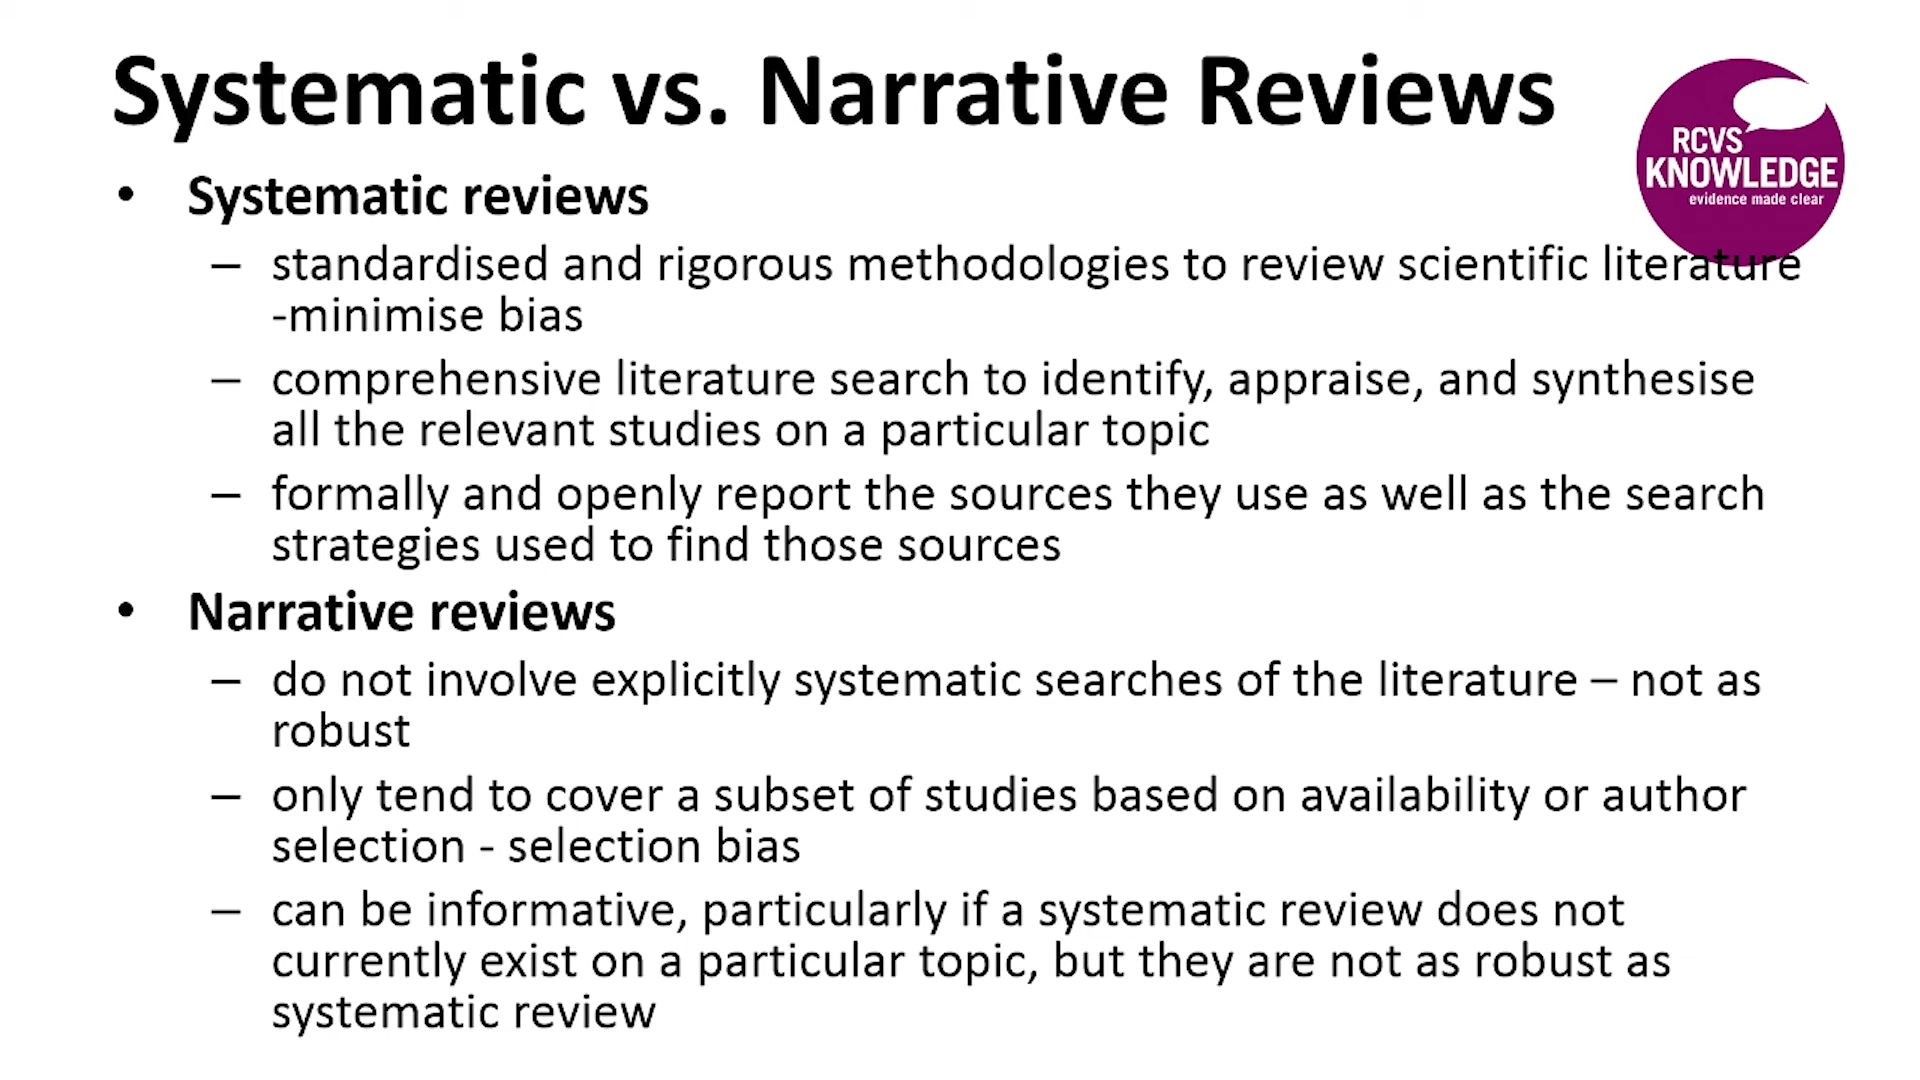 Systematic vs. Narrative Reviews
RCVS
KNOWLEDGE
evidence made clear
• Systematic reviews
– standardised and rigorous methodologies to review scientific literature
-minimise bias
– comprehensive literature search to identify, appraise, and synthesise
all the relevant studies on a particular topic
– formally and openly report the sources they use as well as the search
strategies used to find those sources
• Narrative reviews
– do not involve explicitly systematic searches of the literature – not as
robust
– only tend to cover a subset of studies based on availability or author
selection - selection bias
– can be informative, particularly if a systematic review does not
currently exist on a particular topic, but they are not as robust as
systematic review